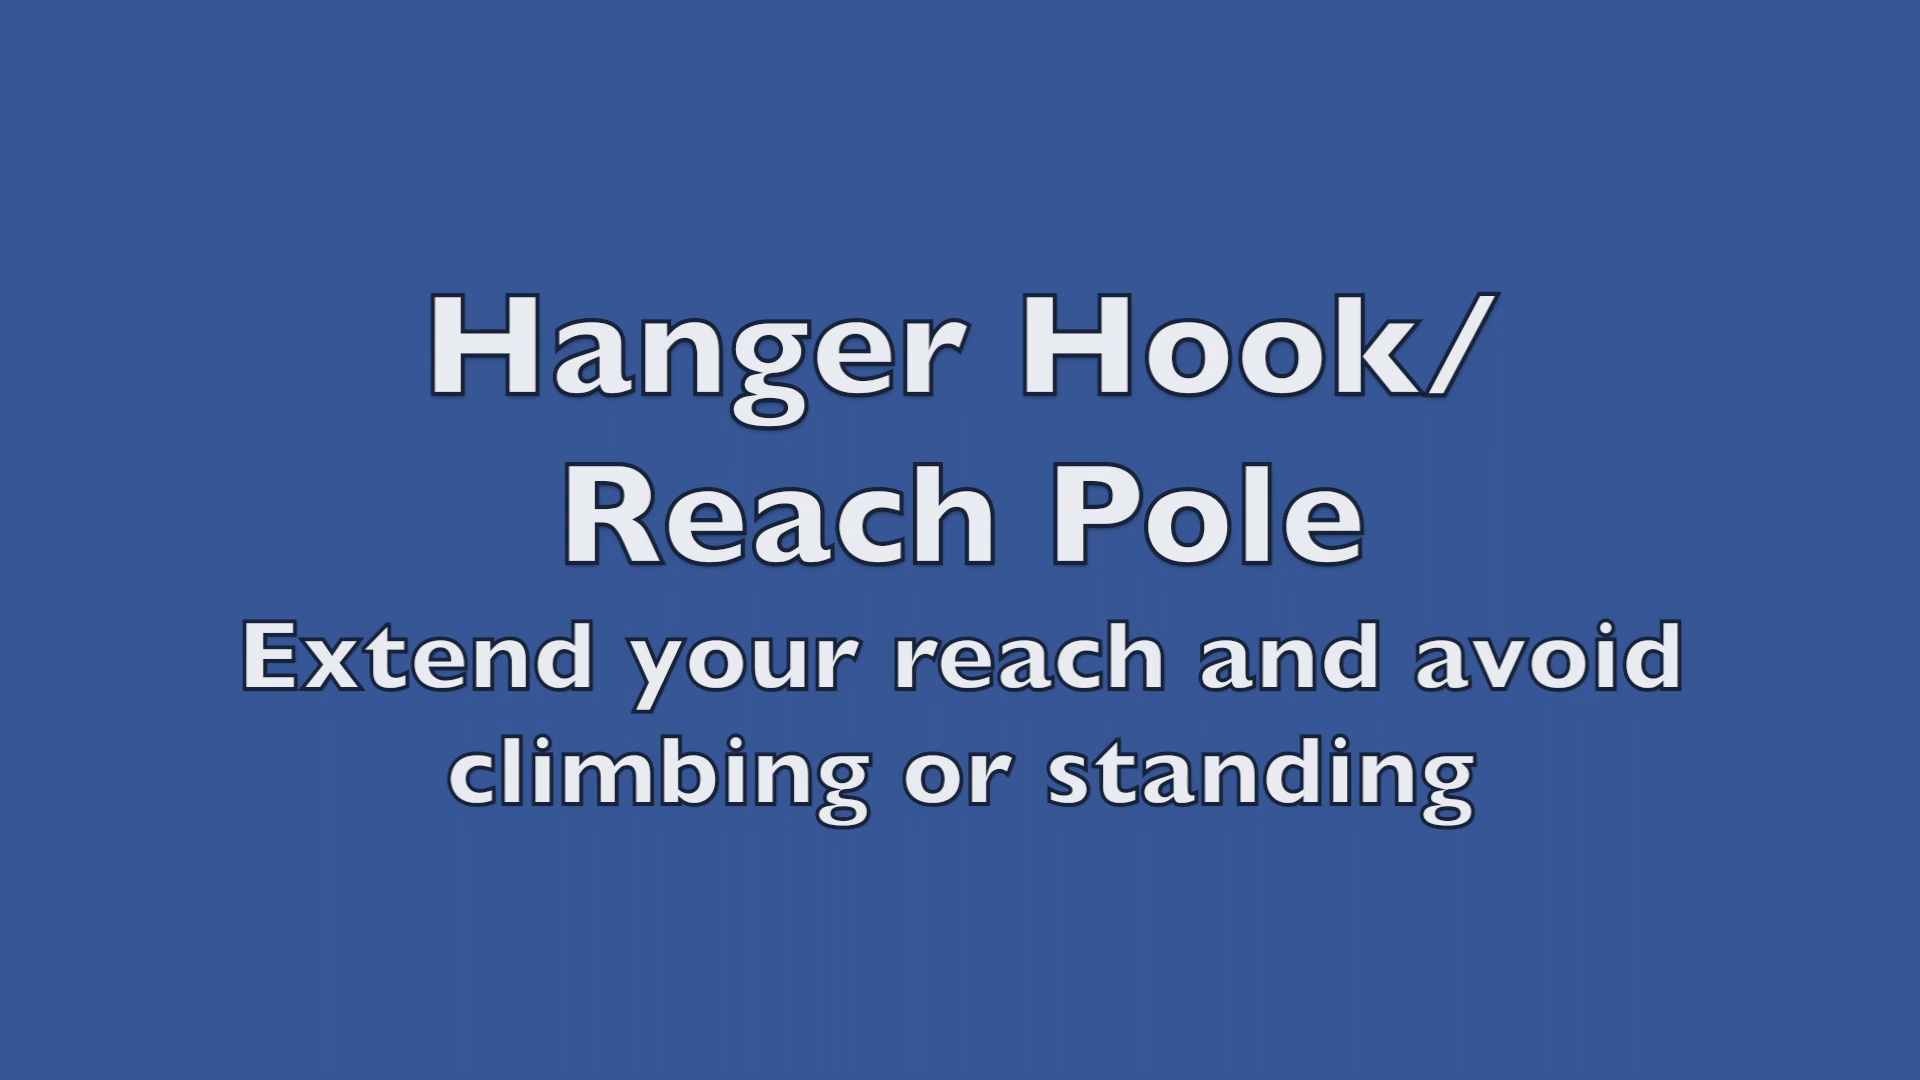 Hanger Hook/
Reach Pole
Extend your reach and avoid
climbing or standing